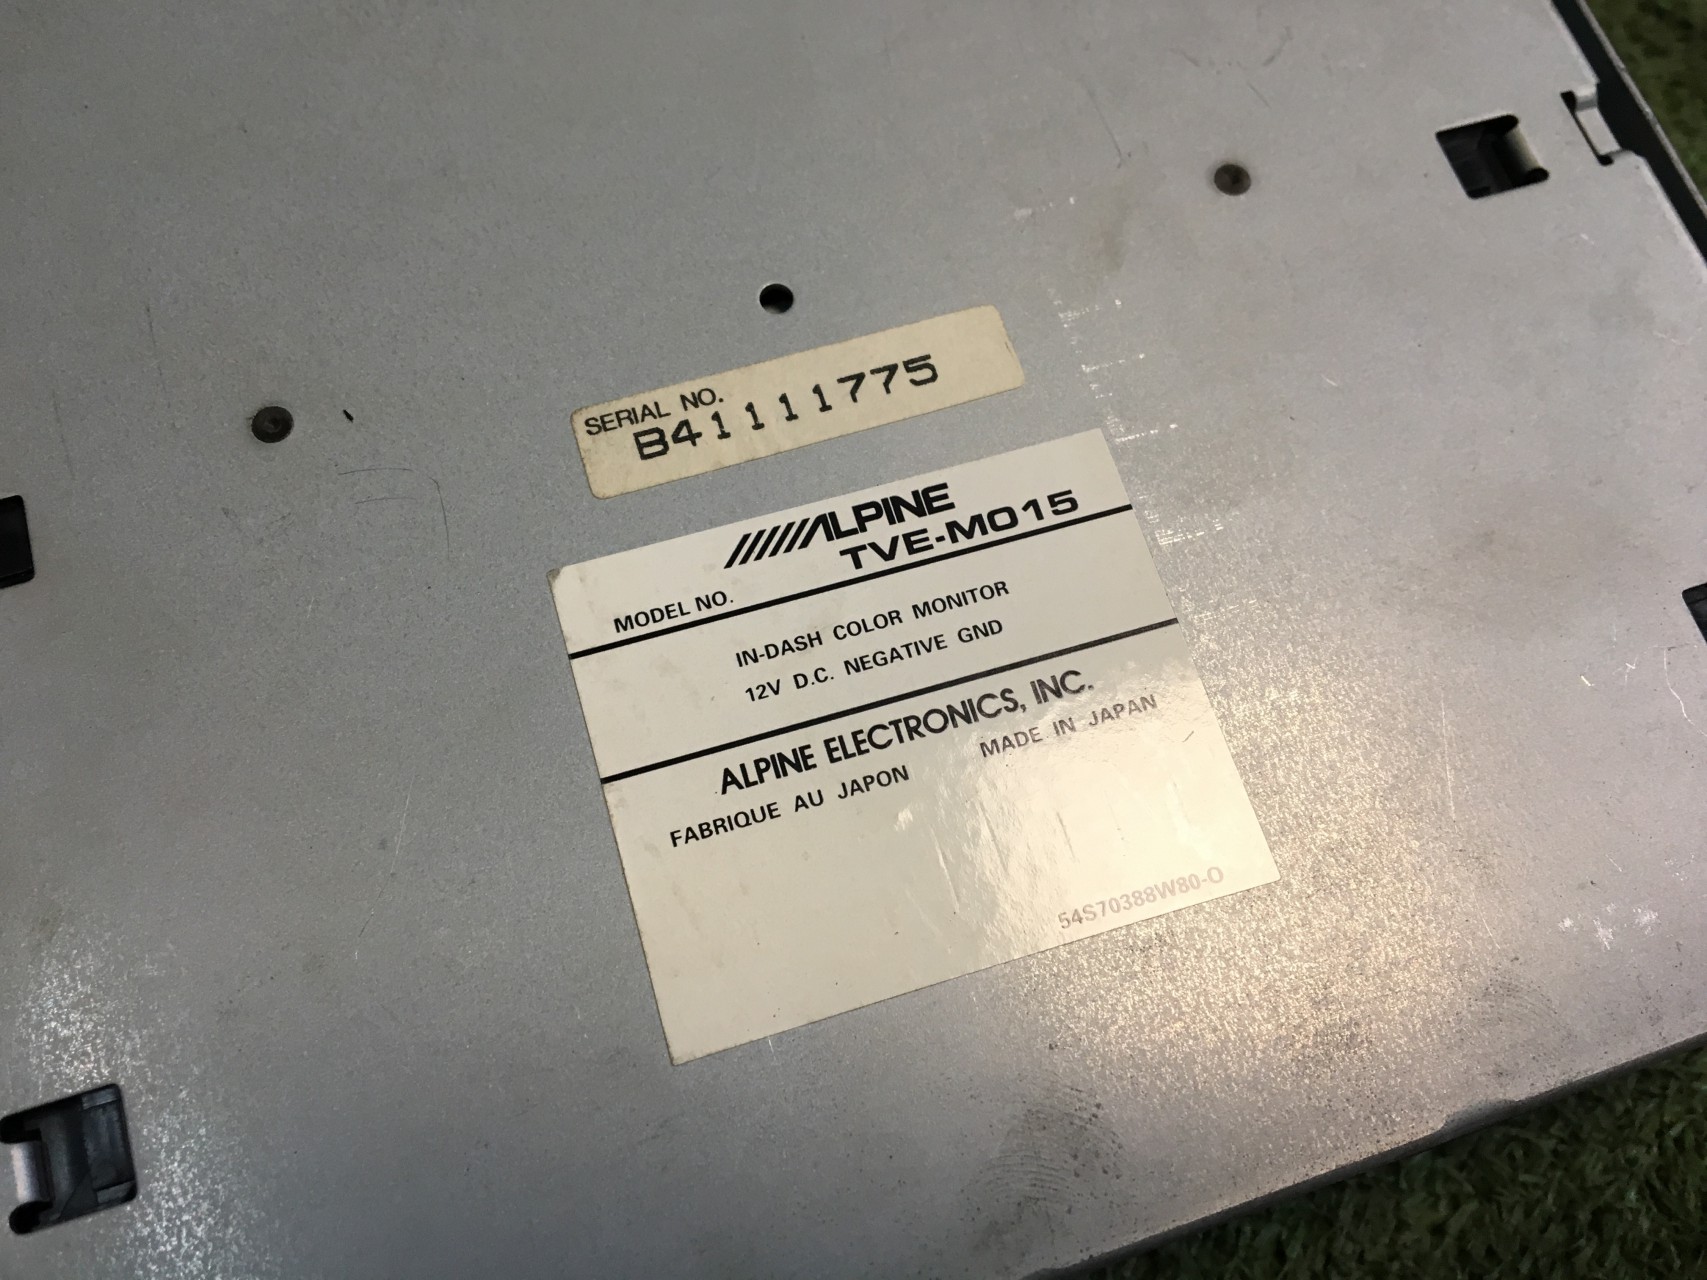 SERIAL NO.
B41111775
ALPINE
MODEL NO. TVE-M015
IN-DASH COLOR MONITOR
12V D.C. NEGATIVE GND
ALPINE ELECTRONICS, INC.
FABRIQUE AU JAPON MADE IN JAPAN
54S70388W80-O